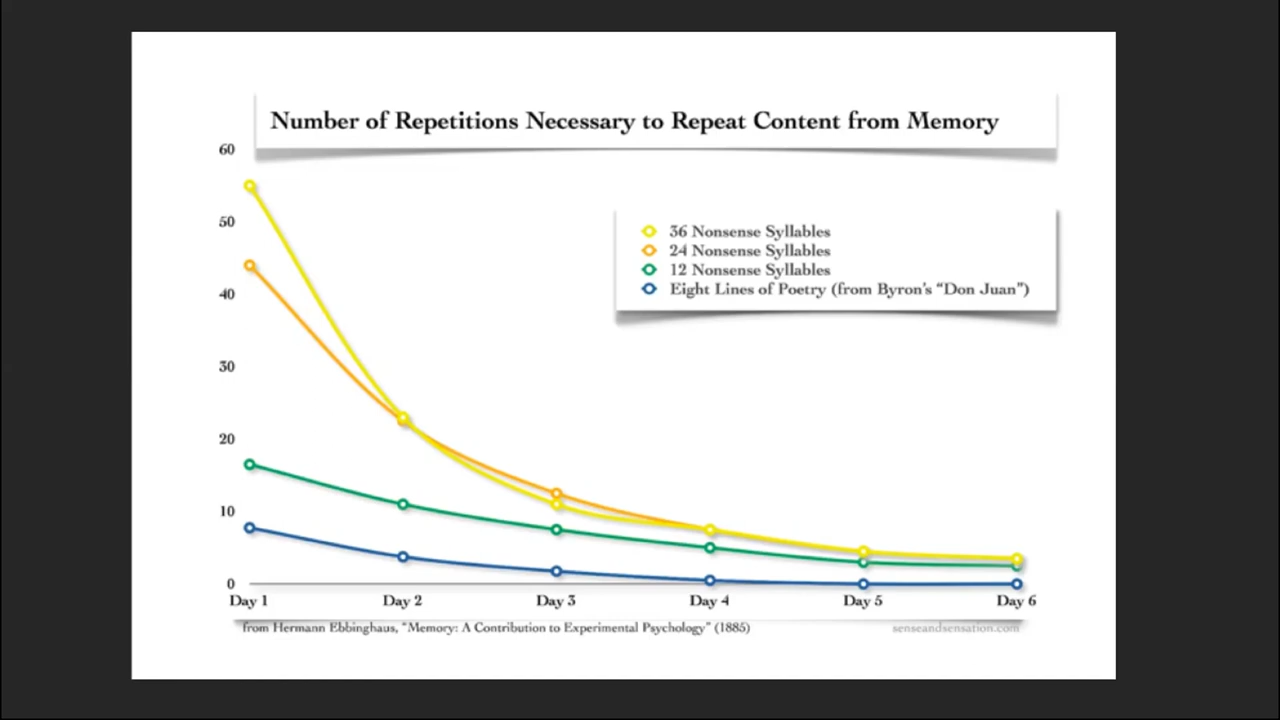 Number of Repetitions Necessary to Repeat Content from Memory
60
50
40
30
20
10
0
36 Nonsense Syllables
24 Nonsense Syllables
12 Nonsense Syllables
Eight Lines of Poetry (from Byron's “Don Juan”)
Day 1 Day 2 Day 3 Day 4 Day 5 Day 6
from Hermann Ebbinghaus, “Memory: A Contribution to Experimental Psychology” (1885)
senseandsensation.com